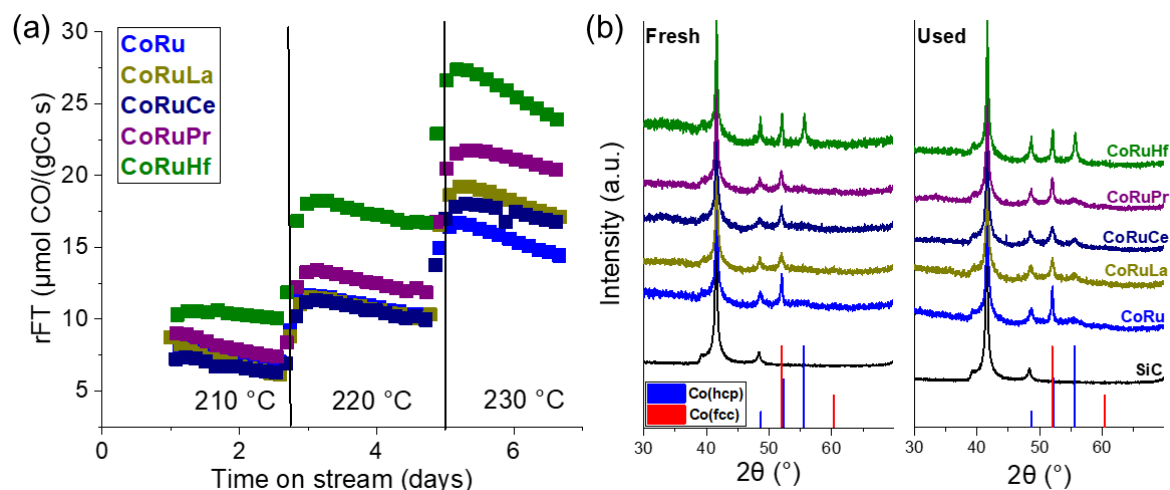 (a)
30
25
20
15
10
5
rFT (µmol CO/(gCo s)
CoRu
CoRuLa
CoRuCe
CoRuPr
CoRuHf
210 °C
220 °C
230 °C
2
4
6
Time on stream (days)
(b)
Intensity (a.u.)
Fresh
Co(hcp)
Co(fcc)
30
40
50
60
2θ (°)
Used
CoRuHf
CoRuPr
CoRuCe
CoRuLa
CoRu
SiC
30
40
50
60
2θ (°)